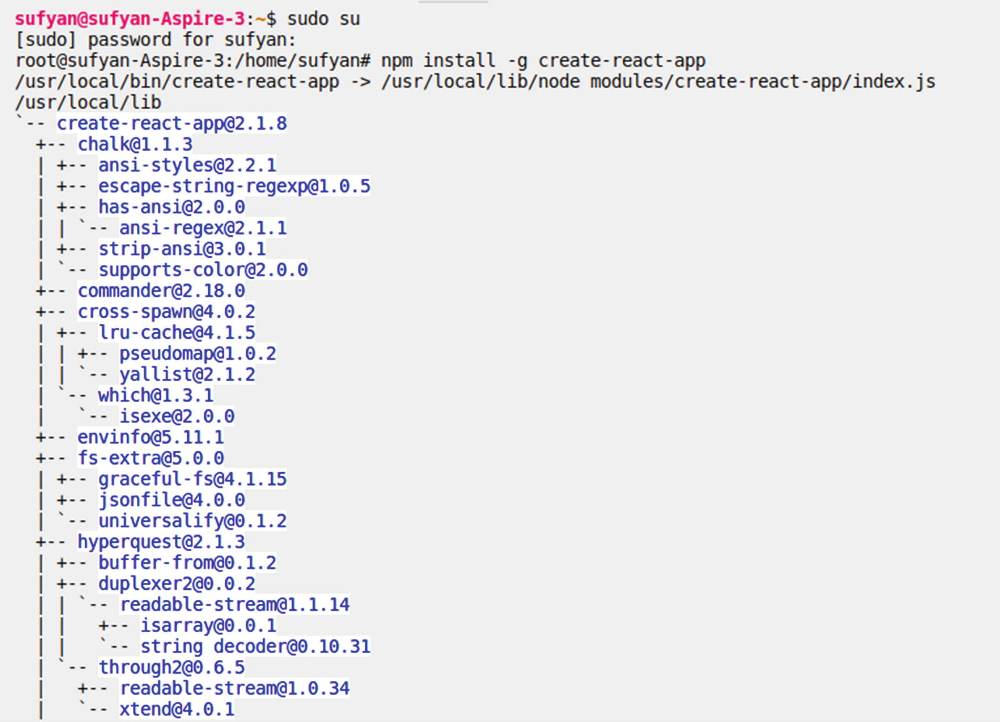 sufyan@sufyan-Aspire-3:~$ sudo su
[sudo] password for sufyan:
root@sufyan-Aspire-3:/home/sufyan# npm install -g create-react-app
/usr/local/bin/create-react-app -> /usr/local/lib/node modules/create-react-app/index.js
/usr/local/lib
`-- create-react-app@2.1.8
  +-- chalk@1.1.3
  | +-- ansi-styles@2.2.1
  | +-- escape-string-regexp@1.0.5
  | +-- has-ansi@2.0.0
  | | `-- ansi-regex@2.1.1
  | +-- strip-ansi@3.0.1
  | `-- supports-color@2.0.0
  +-- commander@2.18.0
  +-- cross-spawn@4.0.2
  | +-- lru-cache@4.1.5
  | | +-- pseudomap@1.0.2
  | | `-- yallist@2.1.2
  | `-- which@1.3.1
  |   `-- isexe@2.0.0
  +-- envinfo@5.11.1
  +-- fs-extra@5.0.0
  | +-- graceful-fs@4.1.15
  | +-- jsonfile@4.0.0
  | `-- universalify@0.1.2
  +-- hyperquest@2.1.3
  | +-- buffer-from@0.1.2
  | +-- duplexer2@0.0.2
  | | `-- readable-stream@1.1.14
  | |   +-- isarray@0.0.1
  | |   `-- string decoder@0.10.31
  | `-- through2@0.6.5
  |   +-- readable-stream@1.0.34
  |   `-- xtend@4.0.1